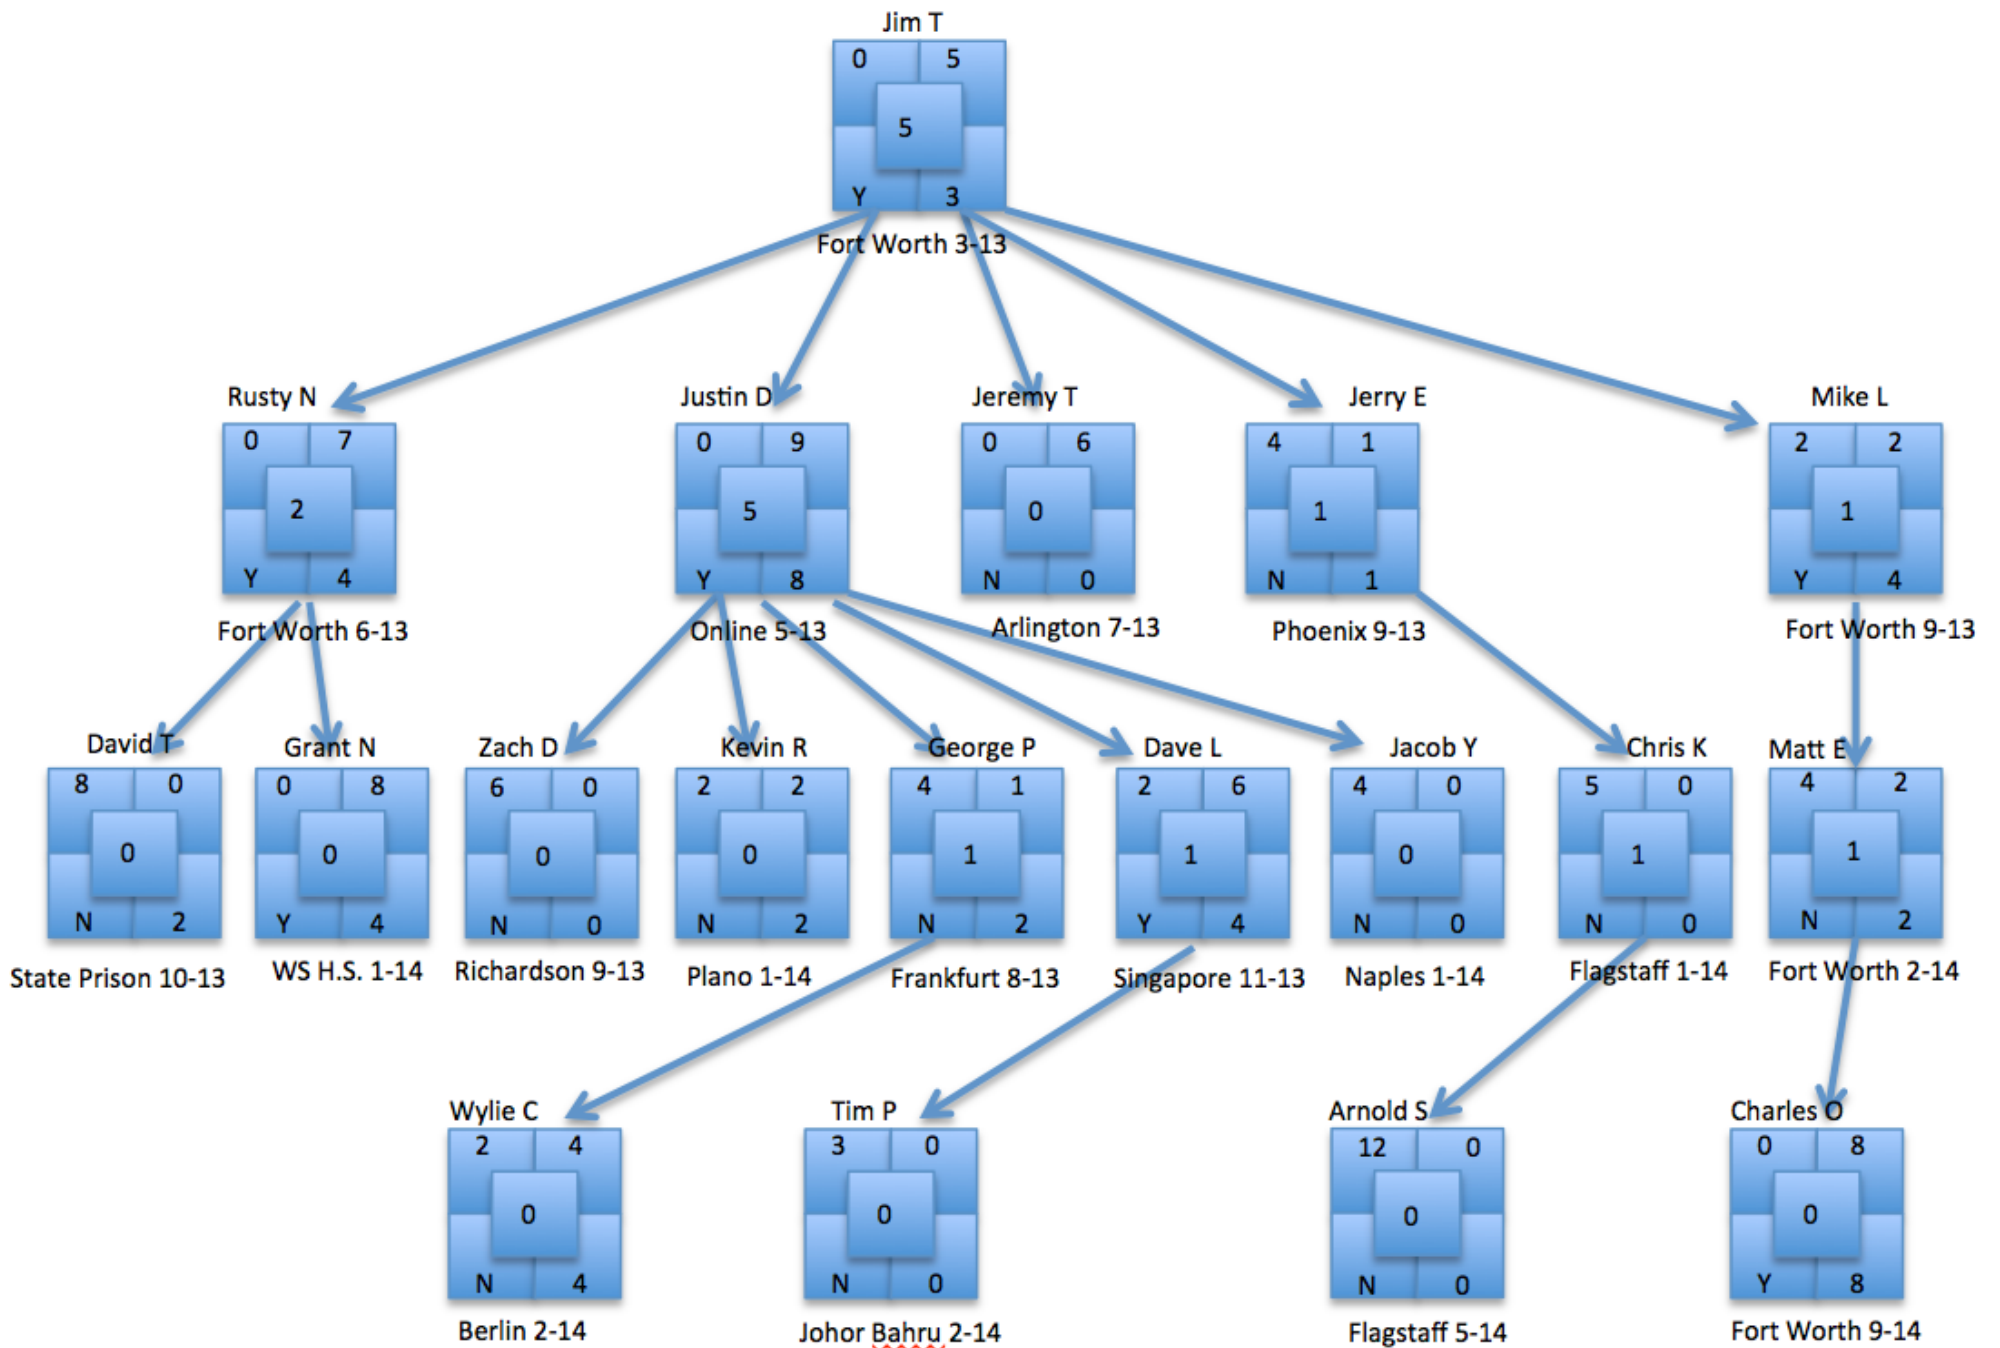 Jim T
0 5
5
Y 3
Fort Worth 3-13
Rusty N
0 7
2
Y 4
Fort Worth 6-13
Justin D
0 9
5
Y 8
Online 5-13
Jeremy T
0 6
0
N 0
Arlington 7-13
Jerry E
4 1
1
N 1
Phoenix 9-13
Mike L
2 2
1
Y 4
Fort Worth 9-13
David T
8 0
0
N 2
State Prison 10-13
Grant N
0 8
0
Y 4
WS H.S. 1-14
Zach D
6 0
0
N 0
Richardson 9-13
Kevin R
2 2
0
N 2
Plano 1-14
George P
4 1
1
N 2
Frankfurt 8-13
Dave L
2 6
1
Y 4
Singapore 11-13
Jacob Y
4 0
0
N 0
Naples 1-14
Chris K
5 0
1
N 0
Flagstaff 1-14
Matt E
4 2
1
N 2
Fort Worth 2-14
Wylie C
2 4
0
N 4
Berlin 2-14
Tim P
3 0
0
N 0
Johor Bahru 2-14
Arnold S
12 0
0
N 0
Flagstaff 5-14
Charles O
0 8
0
Y 8
Fort Worth 9-14